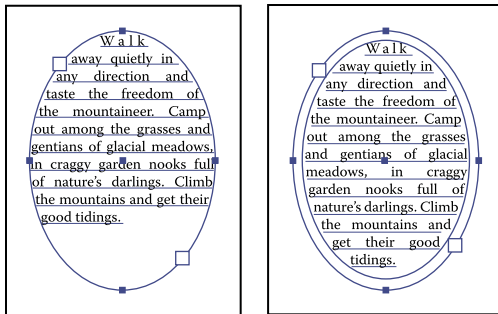 Walk
away quietly in
any direction and
taste the freedom of
the mountaineer. Camp
out among the grasses and
gentians of glacial meadows,
in craggy garden nooks full
of nature's darlings. Climb
the mountains and get their
good tidings.
Walk
away quietly in
any direction and
taste the freedom of
the mountaineer. Camp
out among the grasses
and gentians of glacial
meadows, in craggy
garden nooks full of
nature's darlings. Climb
the mountains and
get their good
tidings.